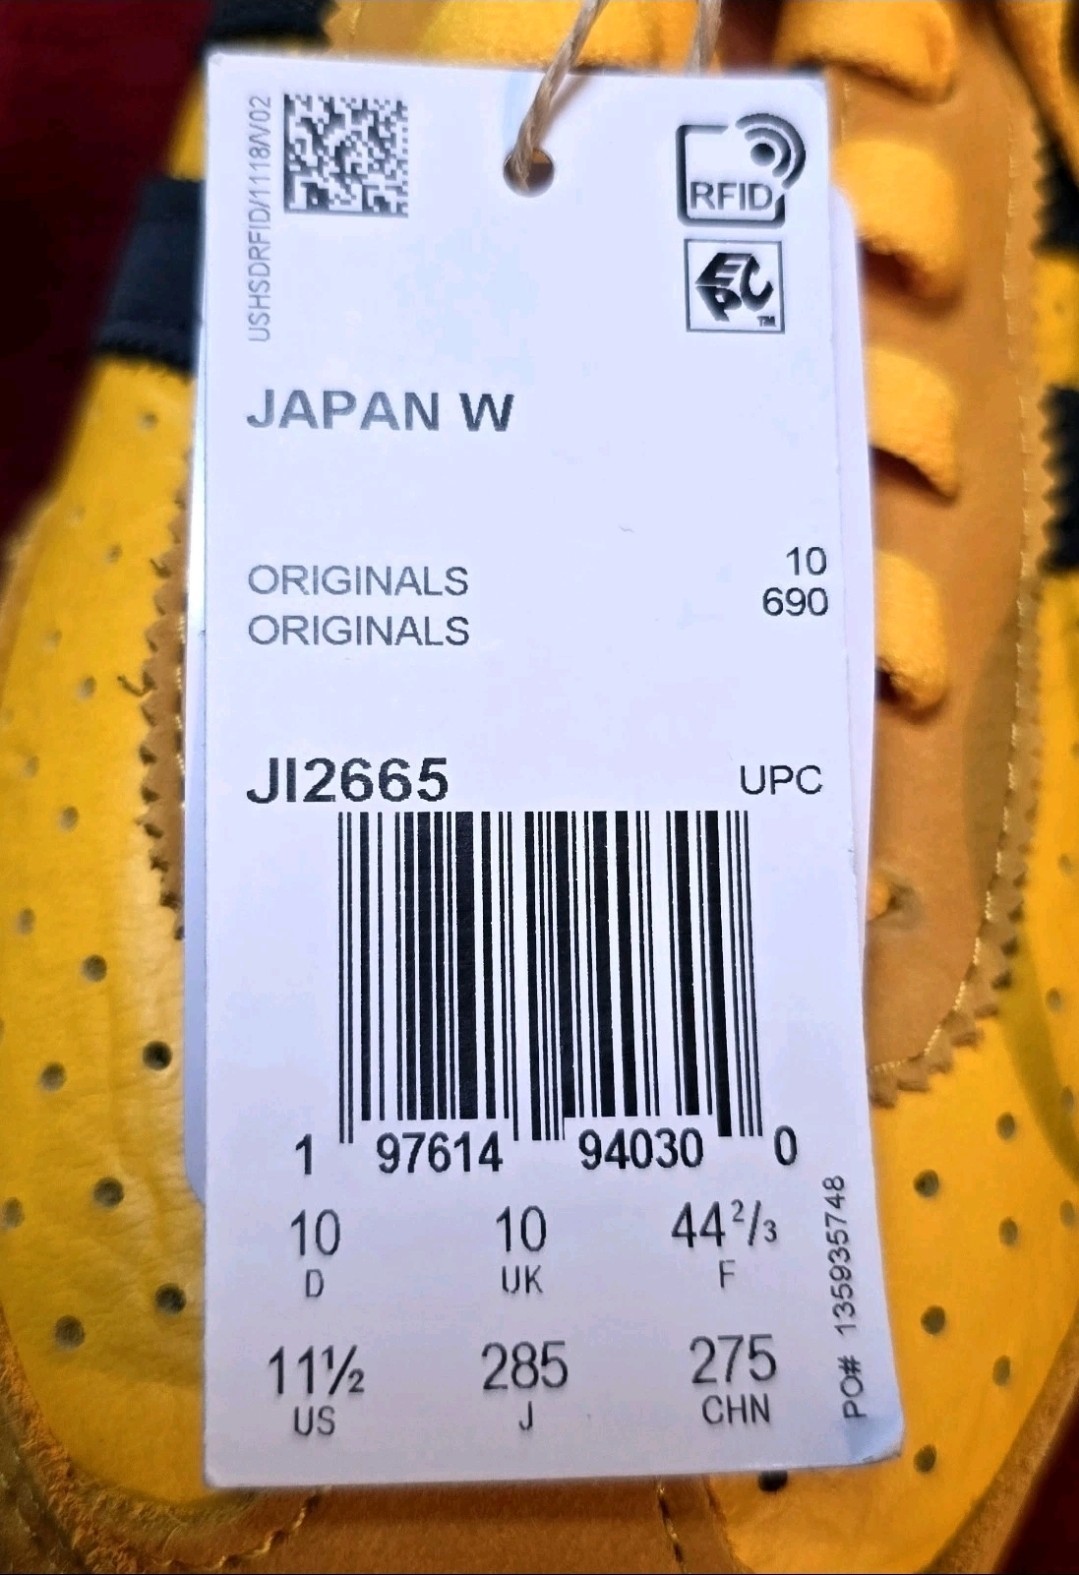 USHSDRFID/1118/V02
RFID
EPC™
JAPAN W
ORIGINALS 10
ORIGINALS 690
JI2665 UPC
1 97614 94030 0
10 10 44²/₃
D UK F
11½ 285 275
US J CHN
PO# 135935748